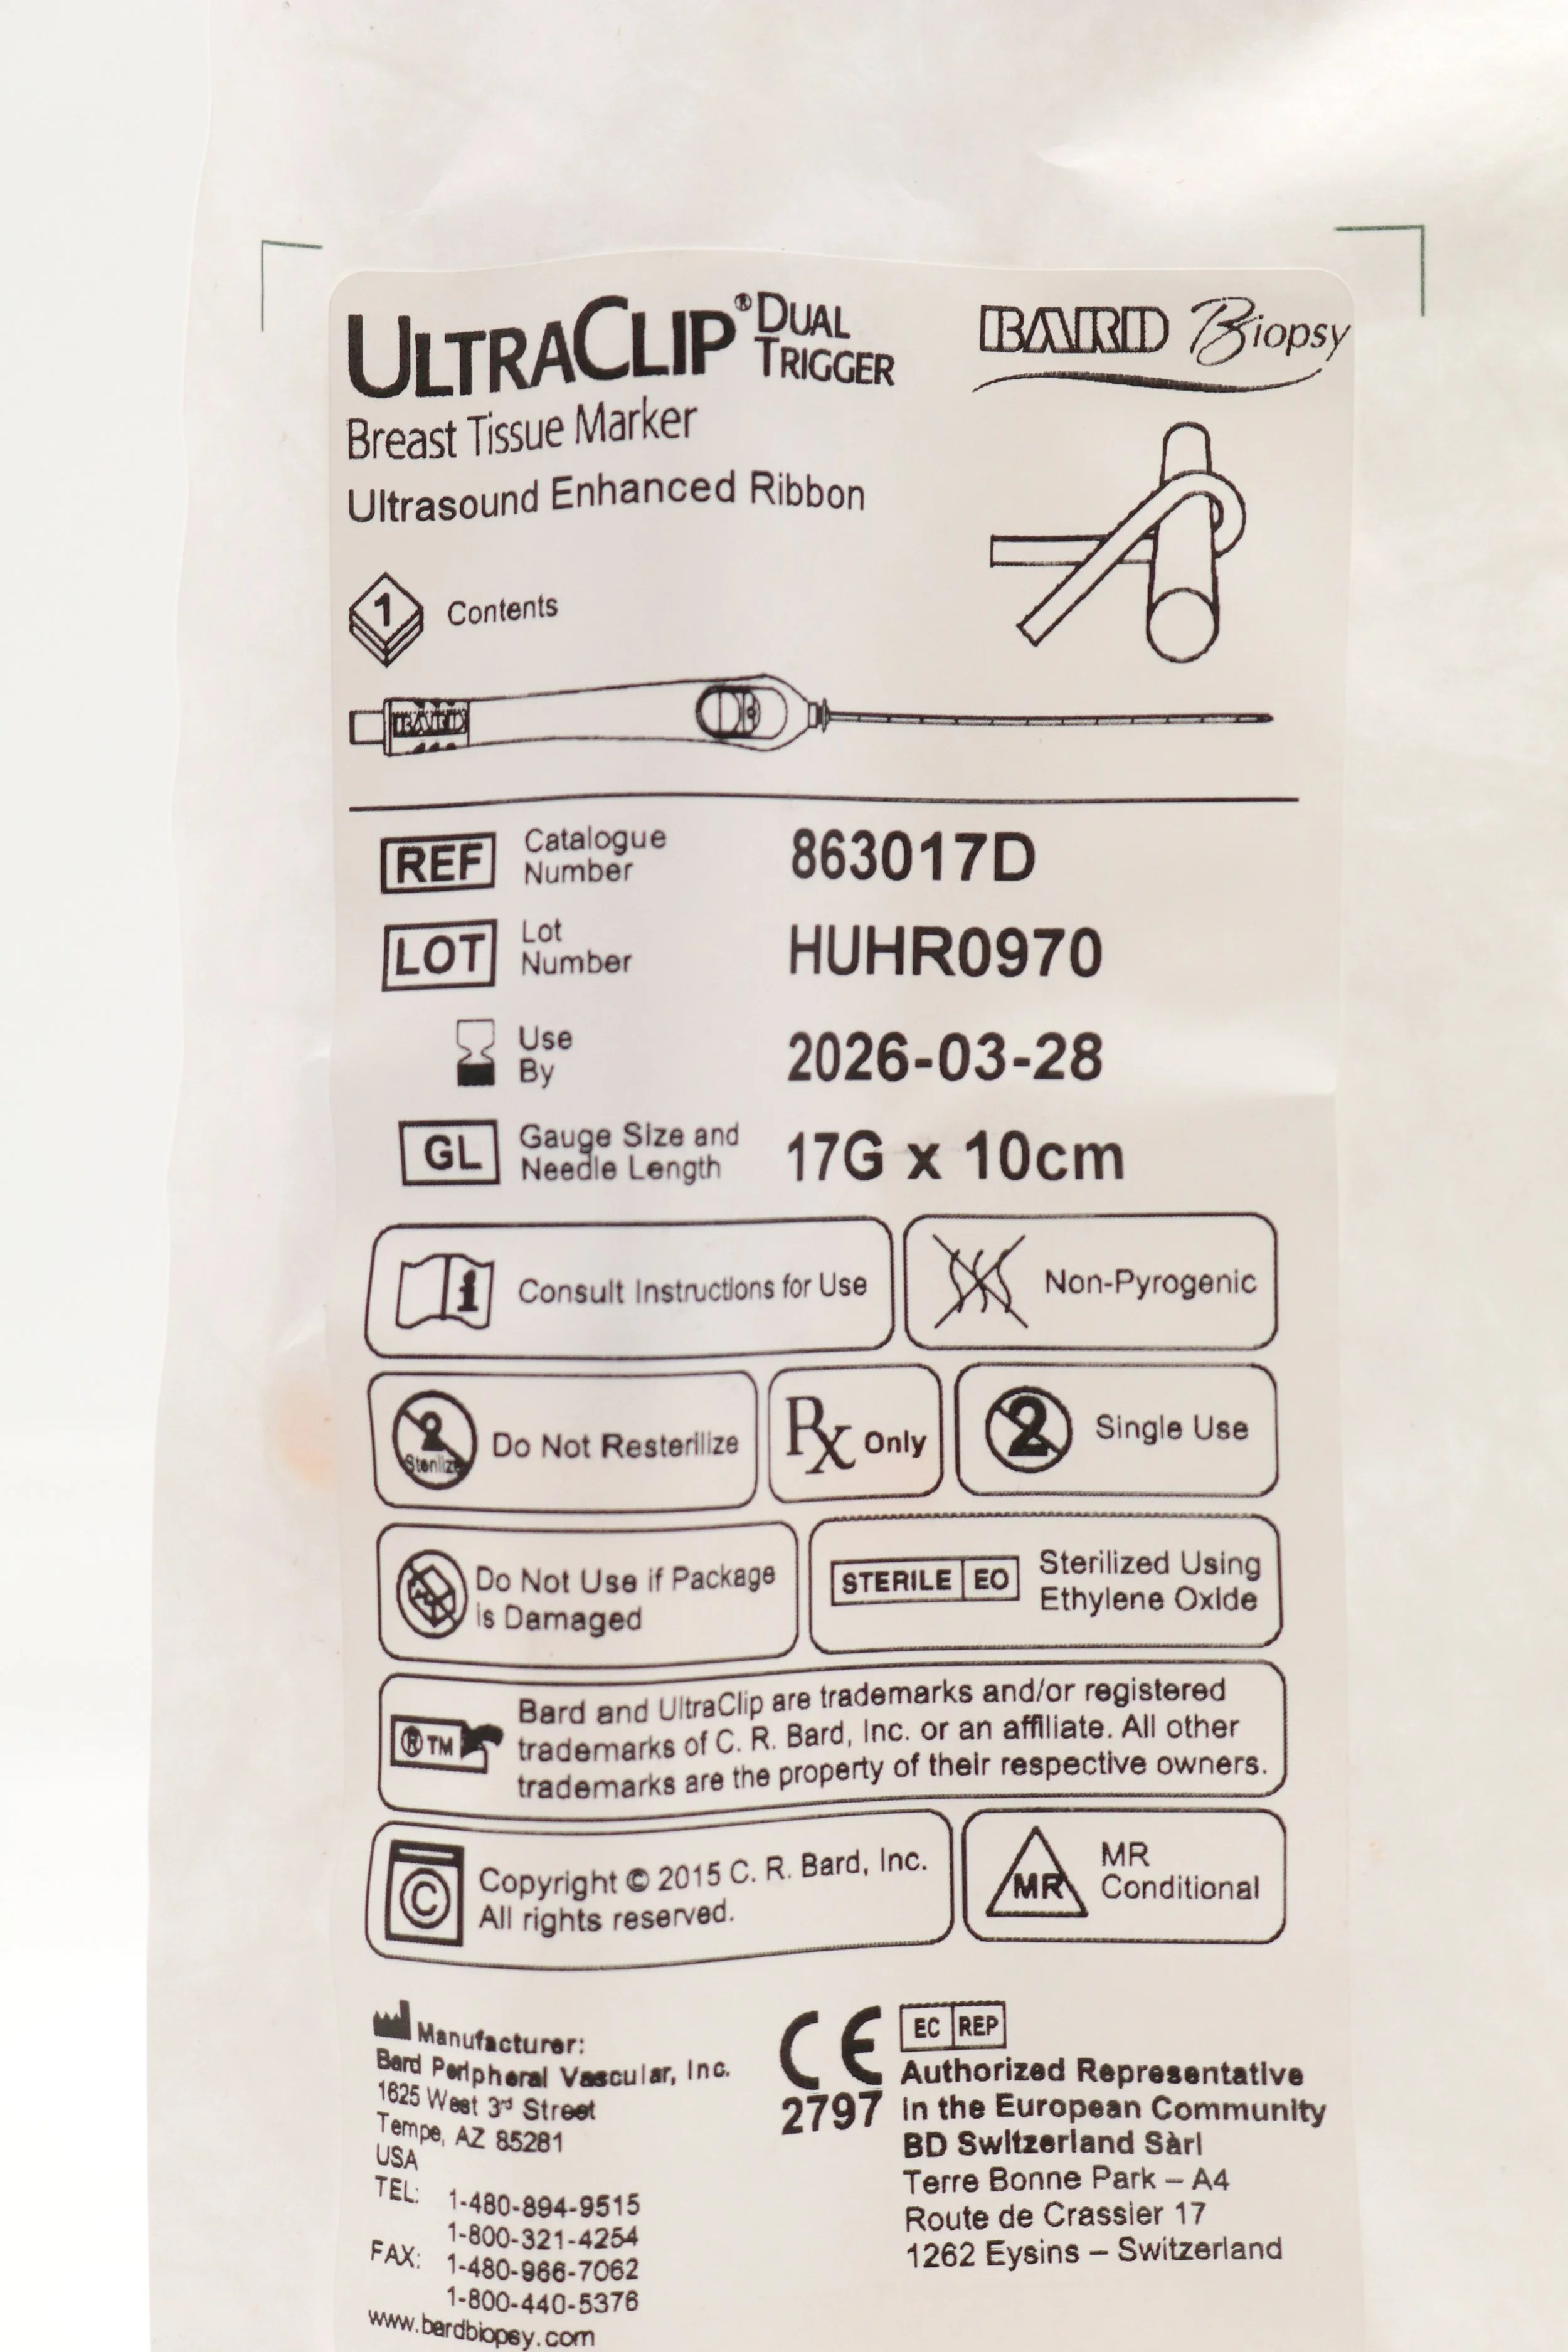 ULTRACLIP® DUAL TRIGGER
BARD Biopsy
Breast Tissue Marker
Ultrasound Enhanced Ribbon
1 Contents
BARD
REF Catalogue Number 863017D
LOT Lot Number HUHR0970
Use By 2026-03-28
GL Gauge Size and Needle Length 17G x 10cm
i Consult Instructions for Use
Non-Pyrogenic
2 Sterilize Do Not Resterilize
Rx Only
2 Single Use
Do Not Use if Package
is Damaged
STERILE EO Sterilized Using
Ethylene Oxide
® TM Bard and UltraClip are trademarks and/or registered
trademarks of C. R. Bard, Inc. or an affiliate. All other
trademarks are the property of their respective owners.
© Copyright © 2015 C. R. Bard, Inc.
All rights reserved.
MR MR
Conditional
Manufacturer:
Bard Peripheral Vascular, Inc.
1625 West 3rd Street
Tempe, AZ 85281
USA
TEL: 1-480-894-9515
1-800-321-4254
FAX: 1-480-966-7062
1-800-440-5376
www.bardbiopsy.com
CE
2797
EC REP
Authorized Representative
in the European Community
BD Switzerland Sàrl
Terre Bonne Park – A4
Route de Crassier 17
1262 Eysins – Switzerland